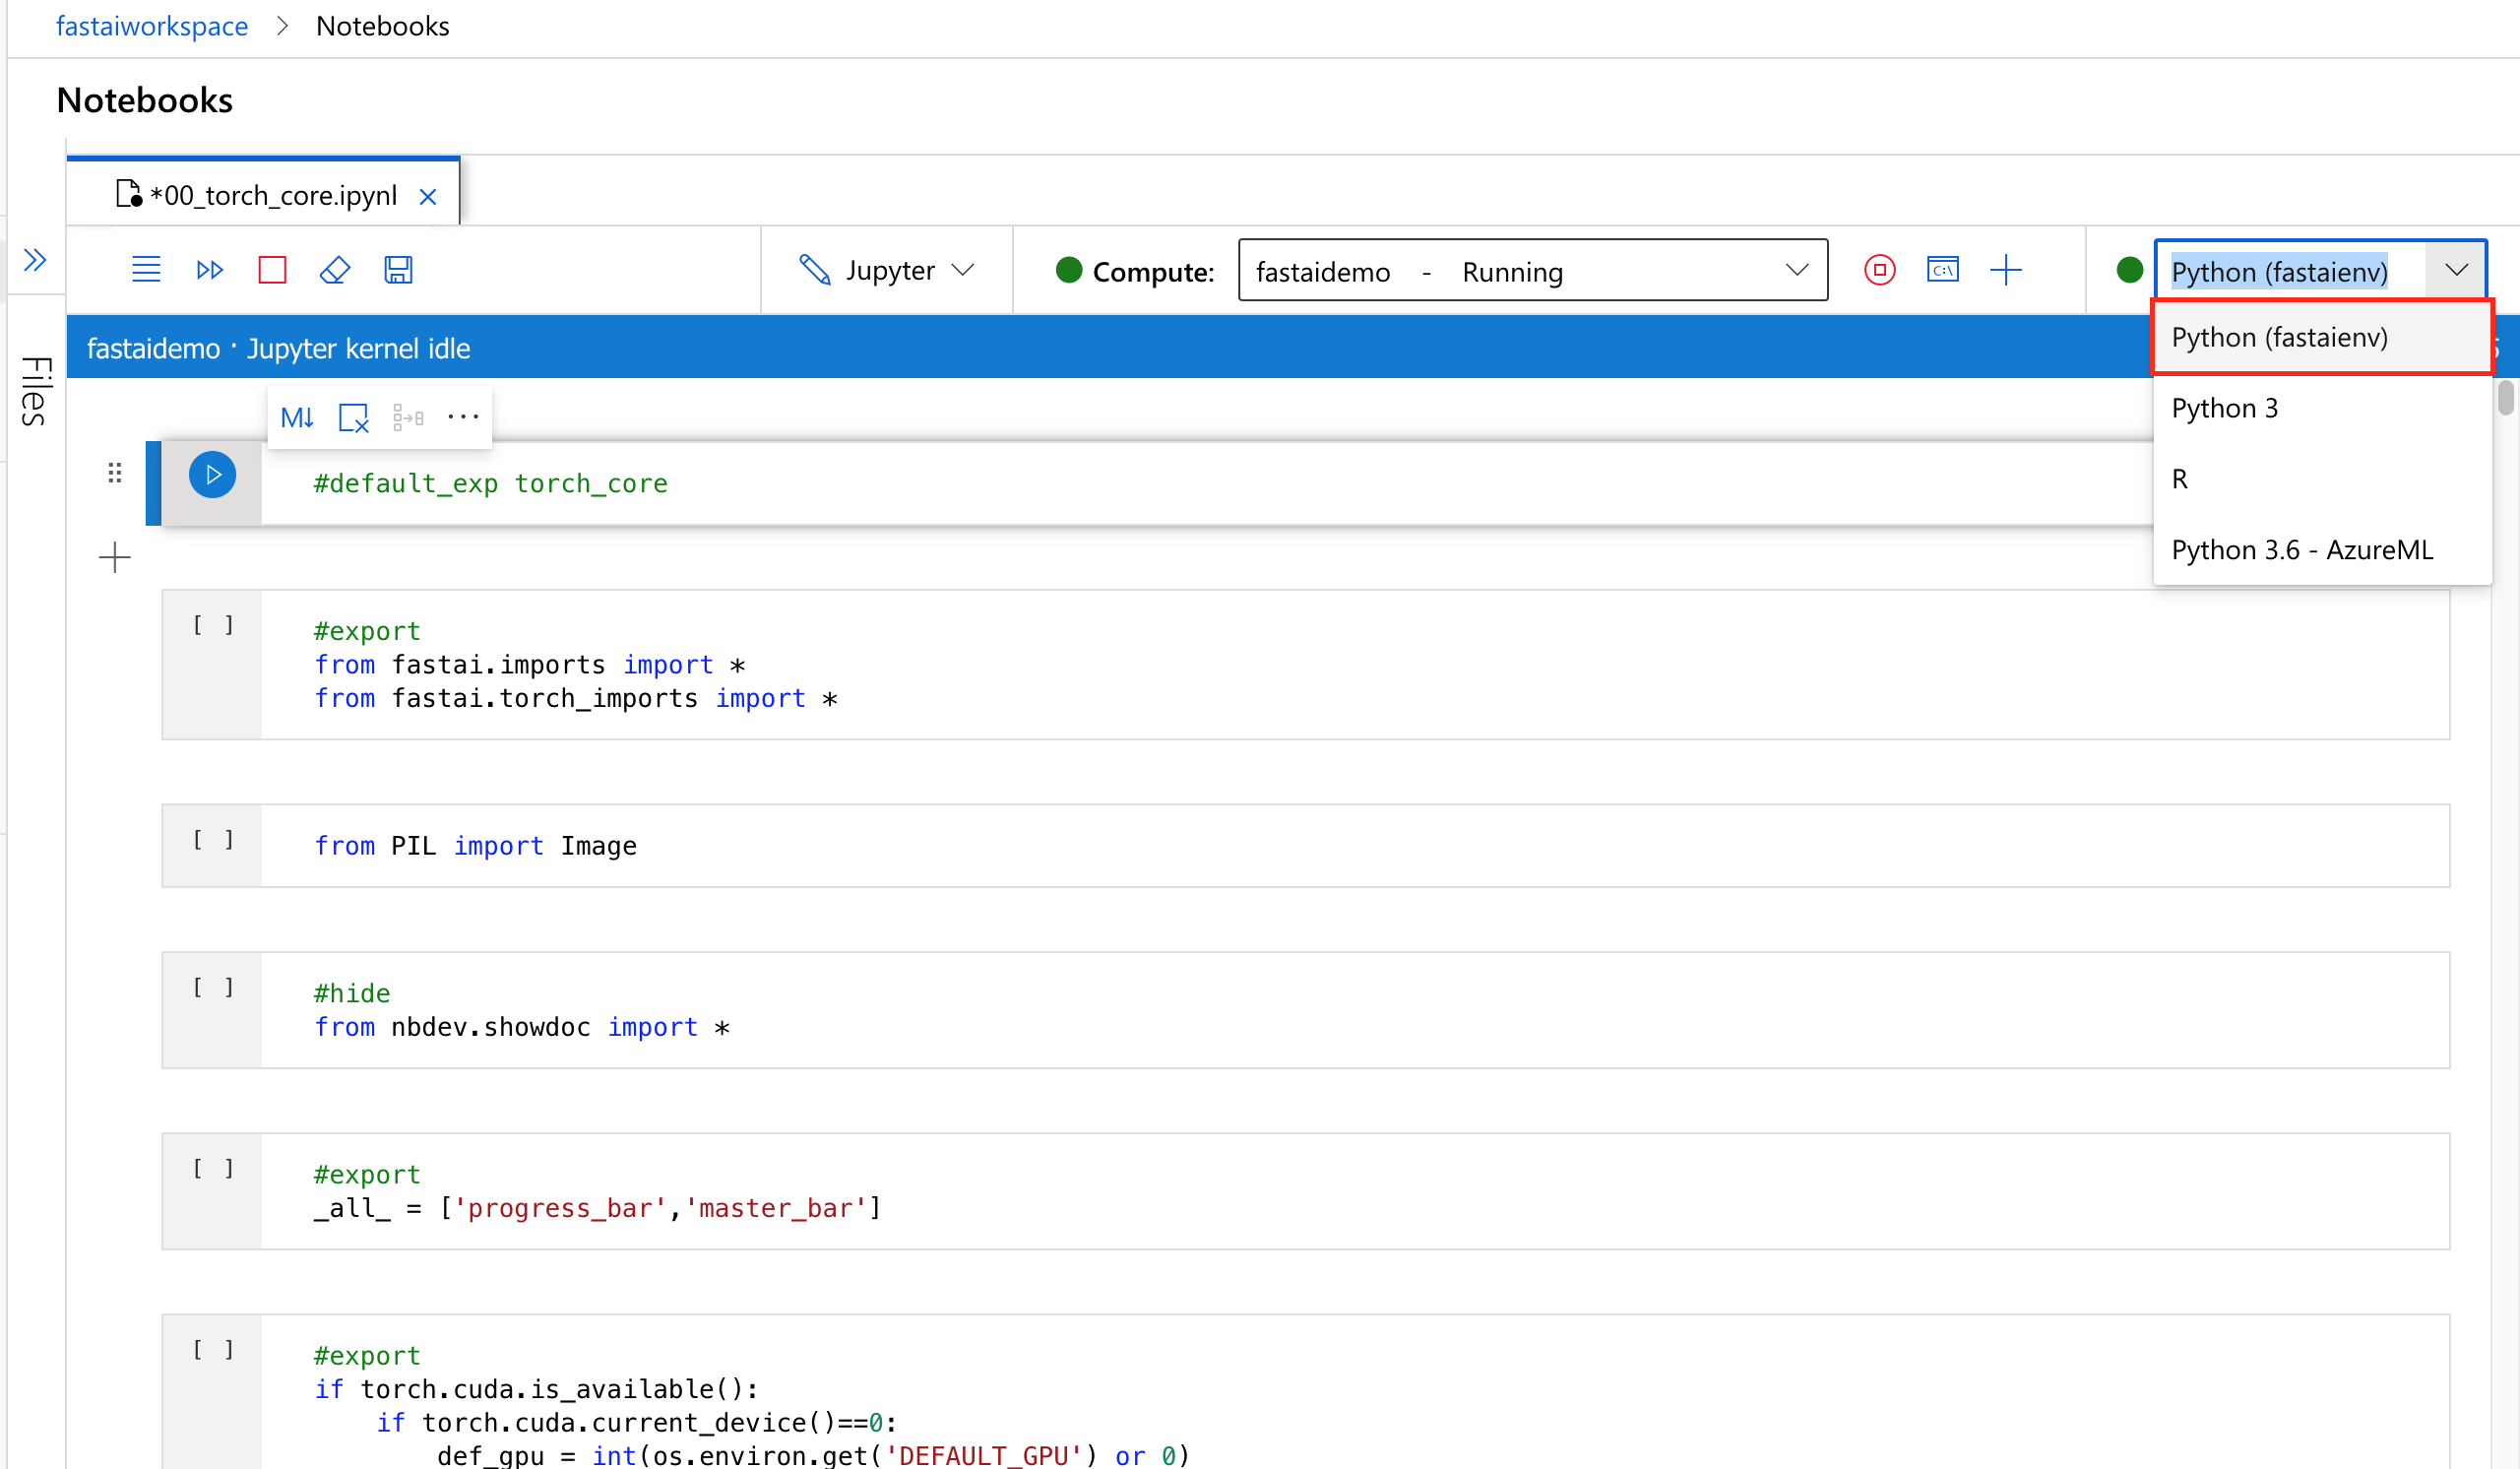 fastaiworkspace > Notebooks
Notebooks
*00_torch_core.ipynb
Jupyter
Compute:
fastaidemo - Running
Python (fastaienv)
fastaidemo · Jupyter kernel idle
Python (fastaienv)
Python 3
R
Python 3.6 - AzureML
Files
M↓
#default_exp torch_core
[ ]
#export
from fastai.imports import *
from fastai.torch_imports import *
[ ]
from PIL import Image
[ ]
#hide
from nbdev.showdoc import *
[ ]
#export
_all_ = ['progress_bar','master_bar']
[ ]
#export
if torch.cuda.is_available():
    if torch.cuda.current_device()==0:
        def_gpu = int(os.environ.get('DEFAULT_GPU') or 0)